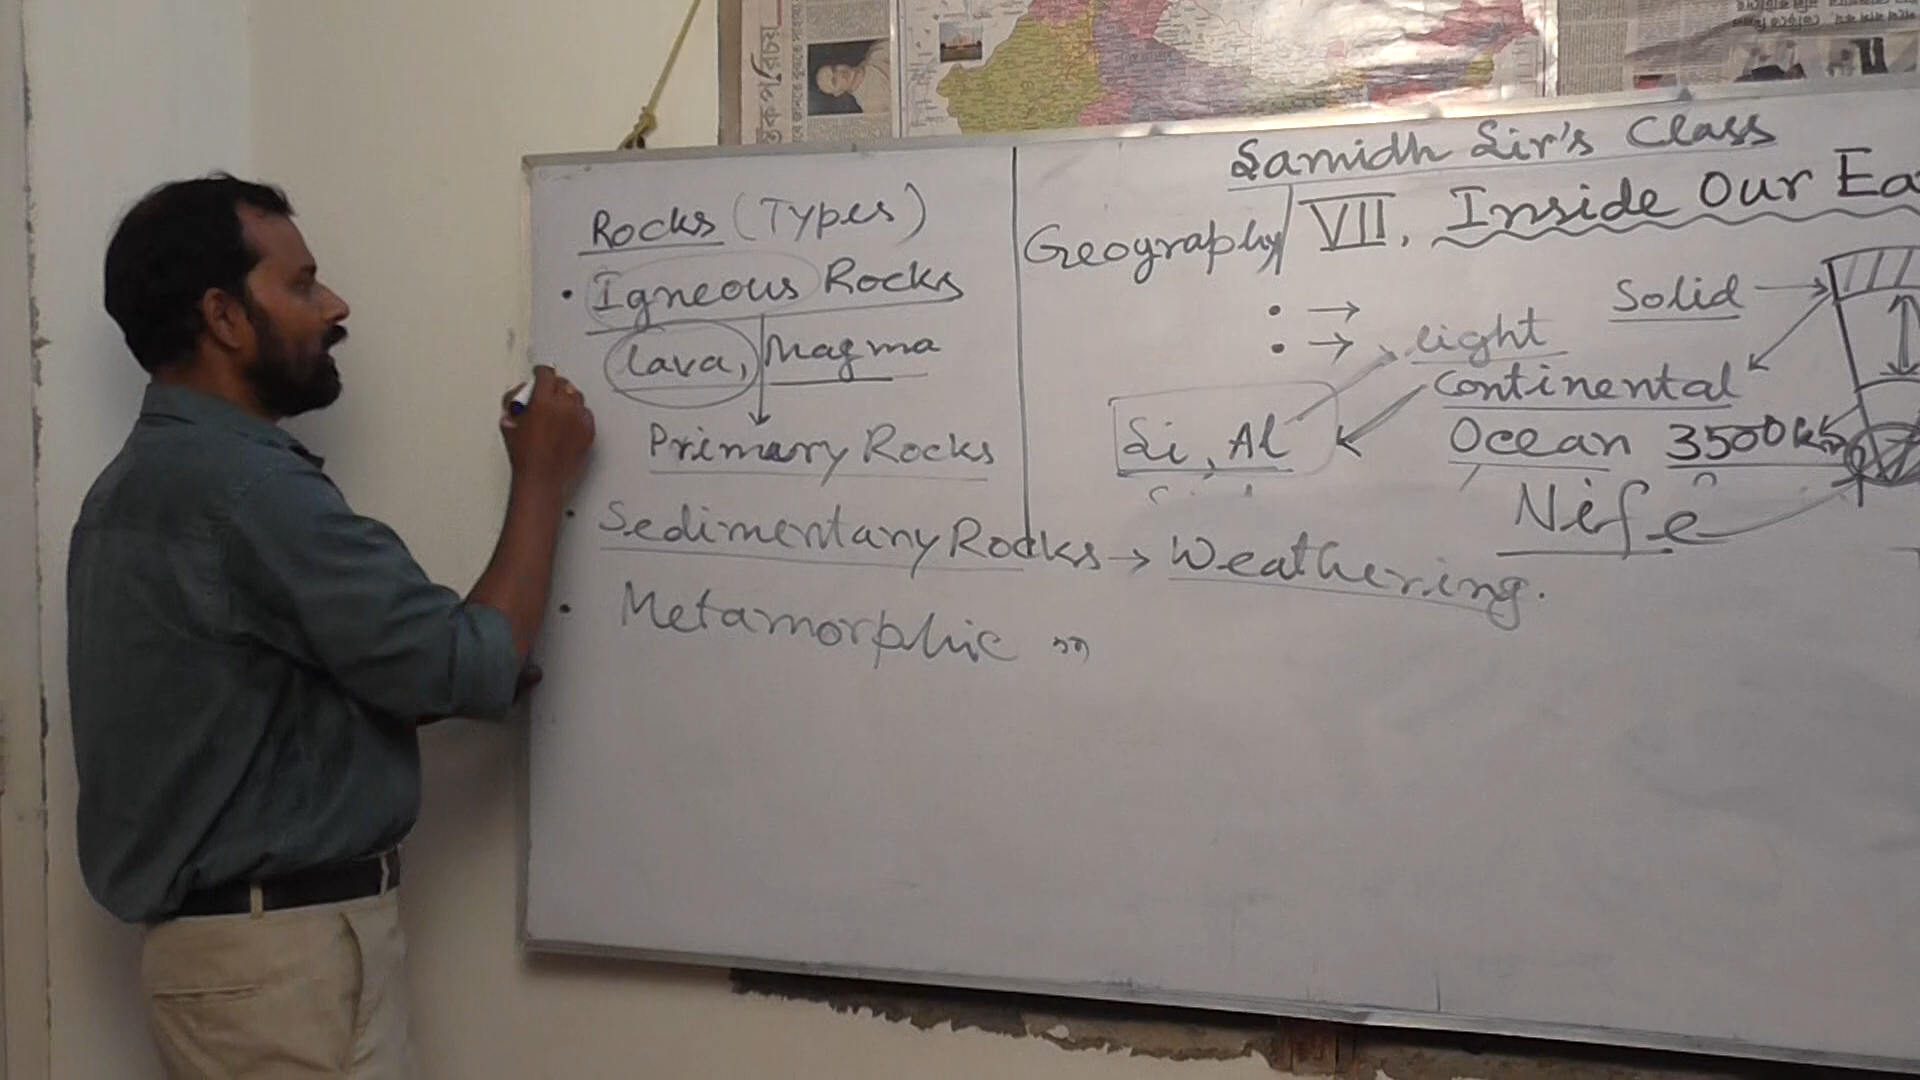 Samidh Sir's Class
Geography/ VII. Inside Our Ea
Rocks (Types)
• Igneous Rocks
Lava, Magma
Primary Rocks
• Sedimentary Rocks → Weathering.
• Metamorphic "
• →
• →
Solid
light
Continental
Si, Al
Ocean 3500km
Nife